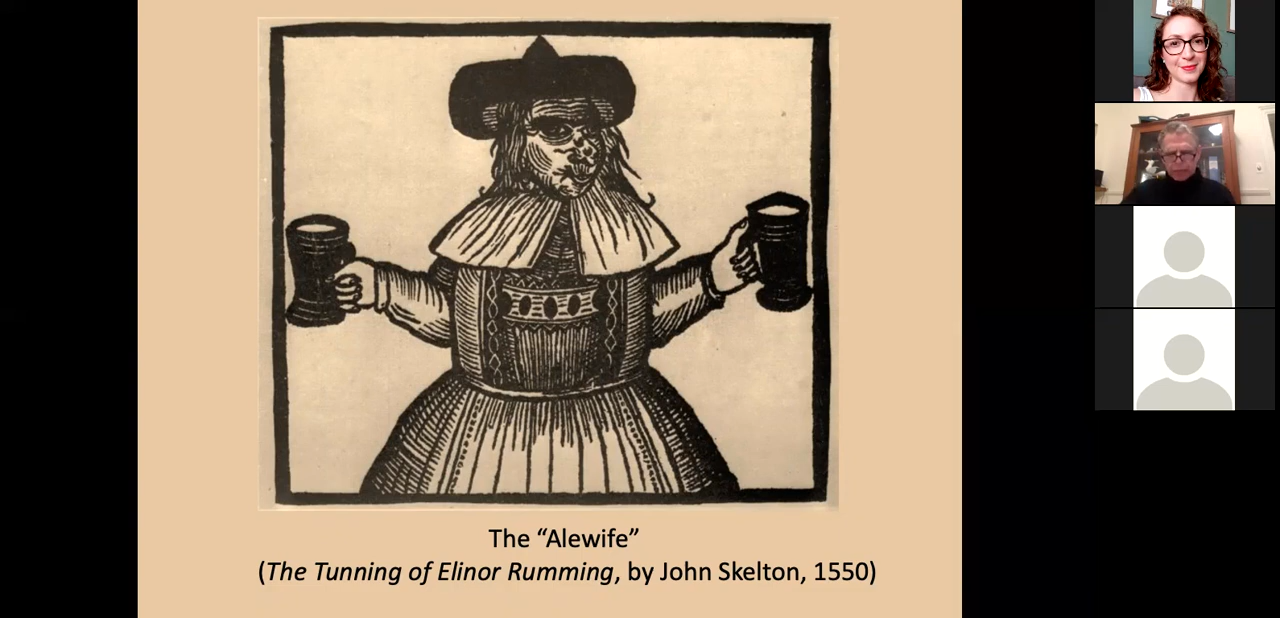 The “Alewife”
(The Tunning of Elinor Rumming, by John Skelton, 1550)